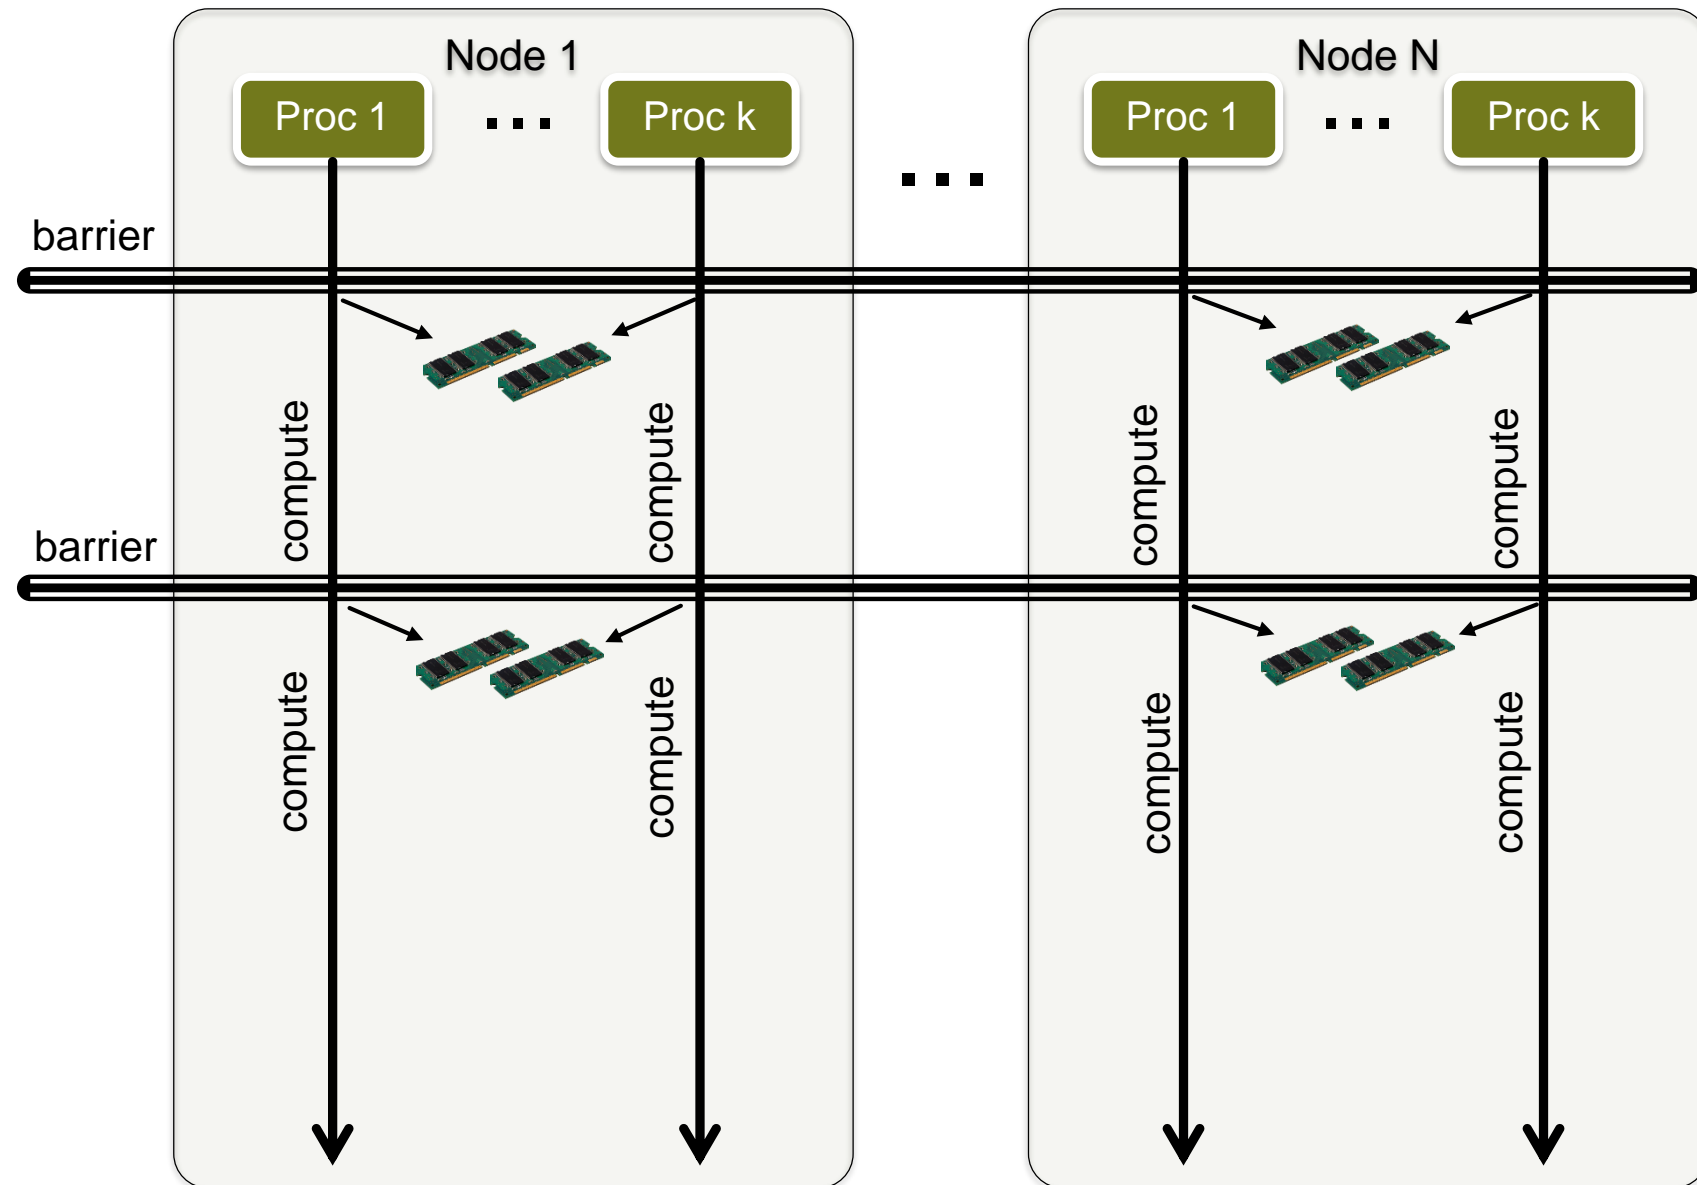 Node 1
Node N
Proc 1
...
Proc k
...
Proc 1
...
Proc k
barrier
compute
compute
compute
compute
barrier
compute
compute
compute
compute